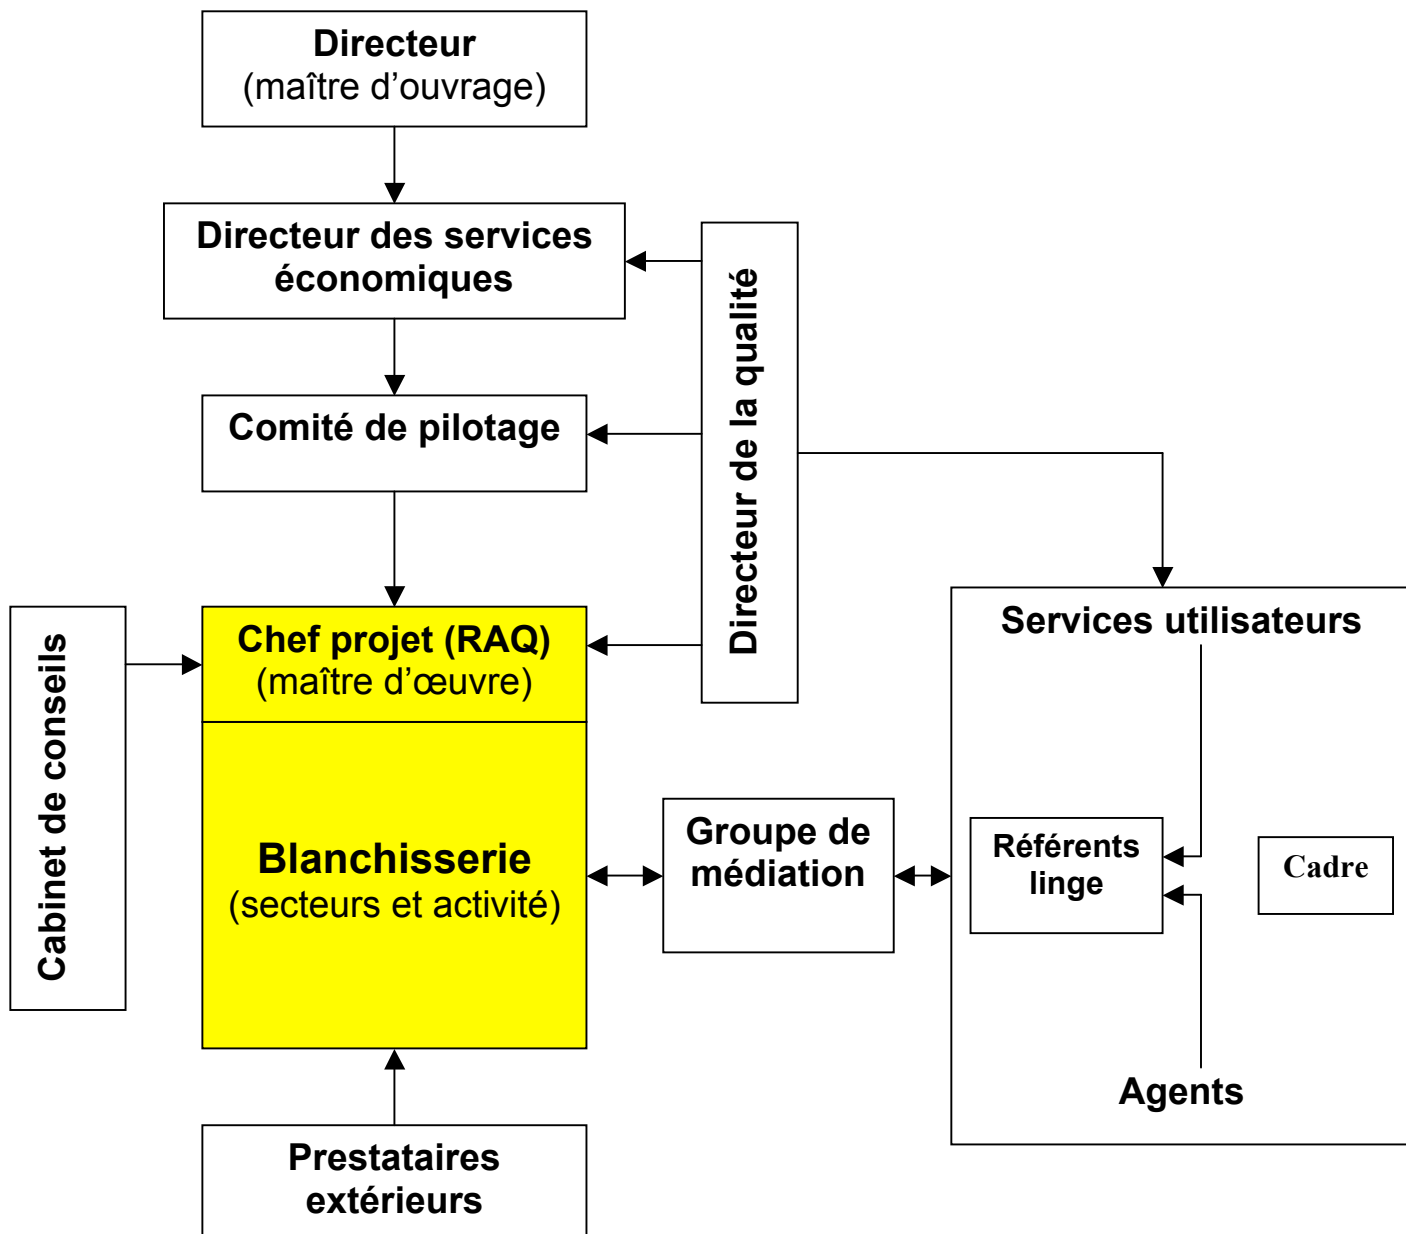 Directeur
(maître d’ouvrage)
Directeur des services
économiques
Directeur de la qualité
Comité de pilotage
Cabinet de conseils
Chef projet (RAQ)
(maître d’œuvre)
Services utilisateurs
Blanchisserie
(secteurs et activité)
Groupe de
médiation
Référents
linge
Cadre
Agents
Prestataires
extérieurs